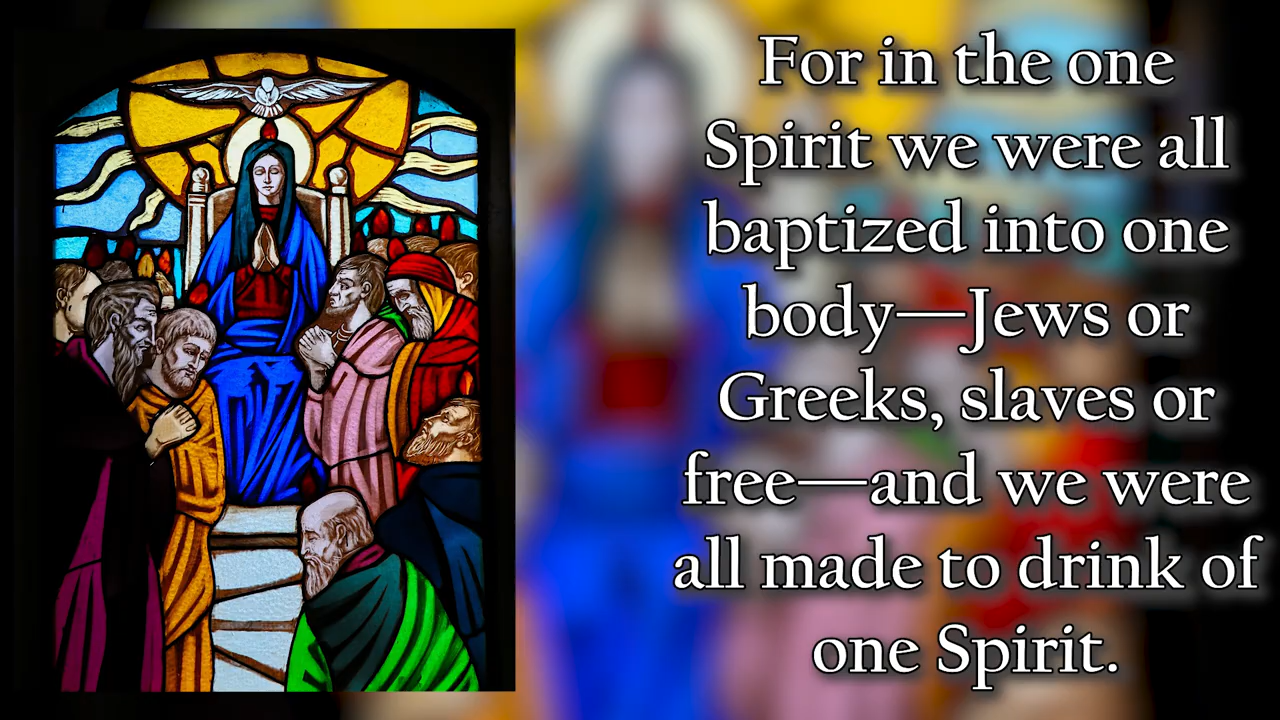 For in the one
Spirit we were all
baptized into one
body—Jews or
Greeks, slaves or
free—and we were
all made to drink of
one Spirit.